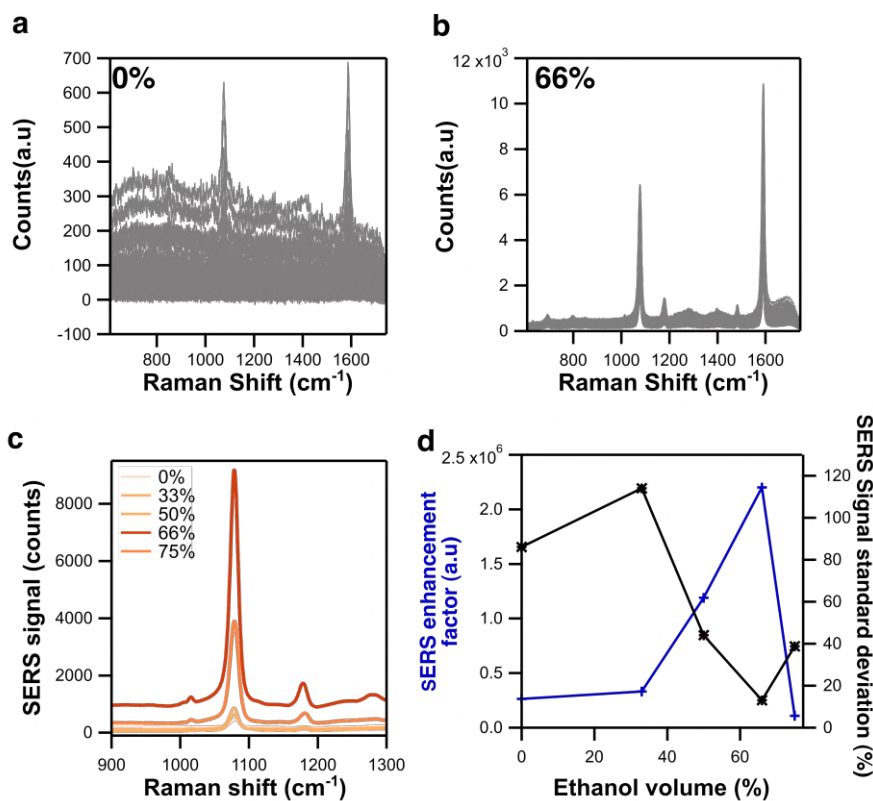 a
0%
Counts(a.u)
700
600
500
400
300
200
100
0
-100
800 1000 1200 1400 1600
Raman Shift (cm⁻¹)
b
66%
Counts(a.u)
12 x10³
10
8
6
4
2
0
800 1000 1200 1400 1600
Raman Shift (cm⁻¹)
c
0%
33%
50%
66%
75%
SERS signal (counts)
8000
6000
4000
2000
0
900 1000 1100 1200 1300
Raman shift (cm⁻¹)
d
SERS enhancement
factor (a.u)
2.5 x10⁶
2.0
1.5
1.0
0.5
0.0
0 20 40 60
Ethanol volume (%)
120
100
80
60
40
20
0
SERS Signal standard
deviation (%)